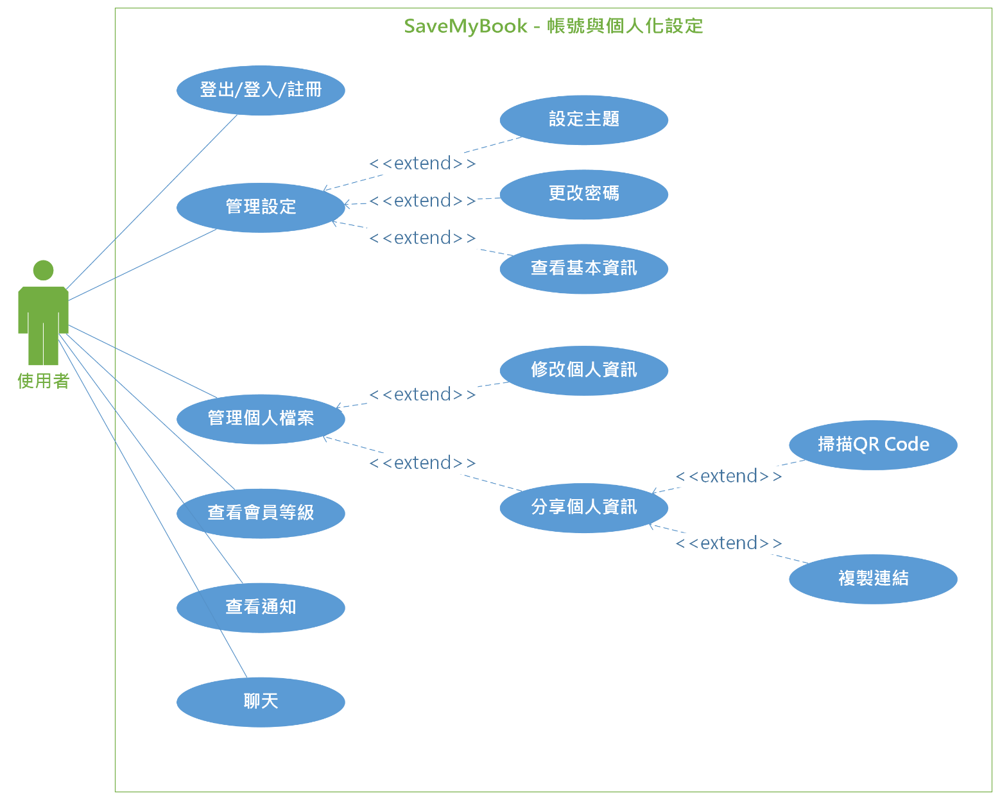 SaveMyBook - 帳號與個人化設定
登出/登入/註冊
設定主題
<<extend>>
更改密碼
<<extend>>
管理設定
<<extend>>
查看基本資訊
使用者
修改個人資訊
<<extend>>
管理個人檔案
<<extend>>
掃描QR Code
<<extend>>
分享個人資訊
查看會員等級
<<extend>>
複製連結
查看通知
聊天